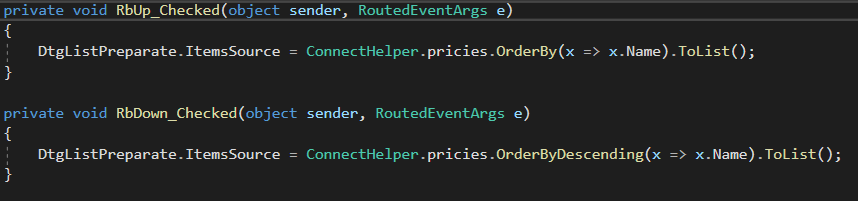 private void RbUp_Checked(object sender, RoutedEventArgs e)
{
DtgListPreparate.ItemsSource = ConnectHelper.pricies.OrderBy(x => x.Name).ToList();
}
private void RbDown_Checked(object sender, RoutedEventArgs e)
{
DtgListPreparate.ItemsSource = ConnectHelper.pricies.OrderByDescending(x => x.Name).ToList();
}